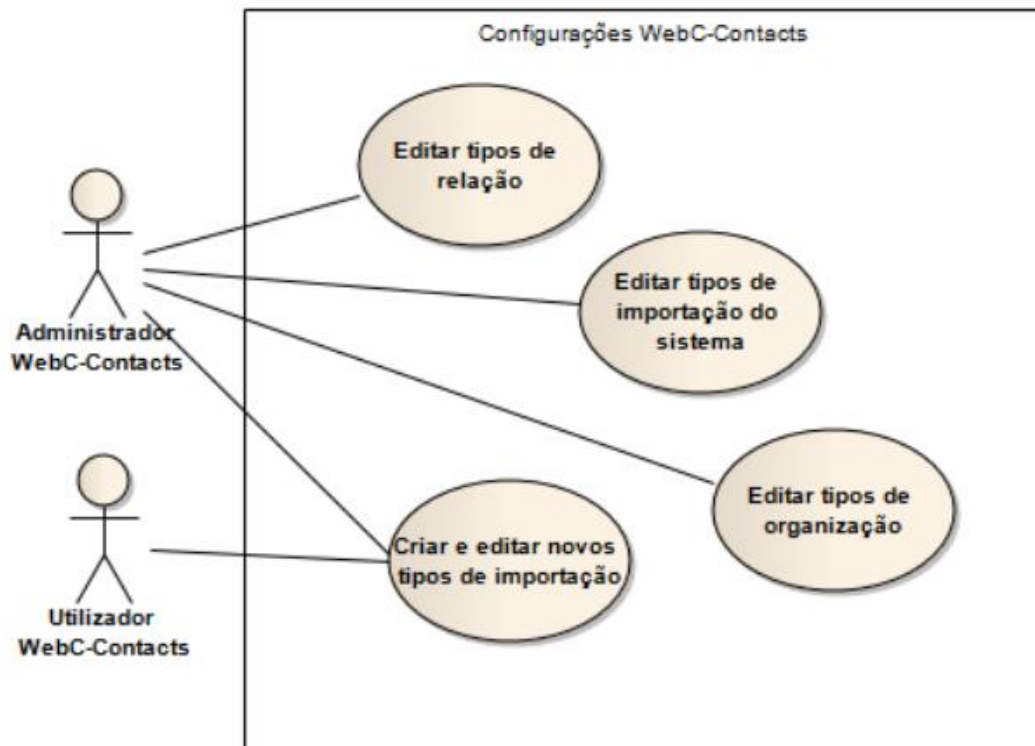 Configurações WebC-Contacts
Editar tipos de
relação
Editar tipos de
importação do
sistema
Administrador
WebC-Contacts
Editar tipos de
organização
Criar e editar novos
tipos de importação
Utilizador
WebC-Contacts